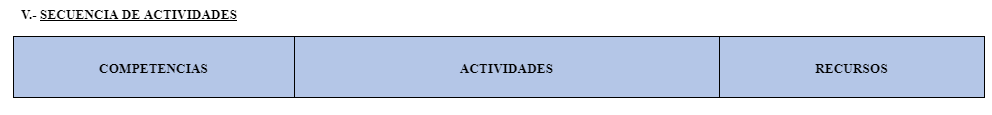 V.- SECUENCIA DE ACTIVIDADES
COMPETENCIAS ACTIVIDADES RECURSOS